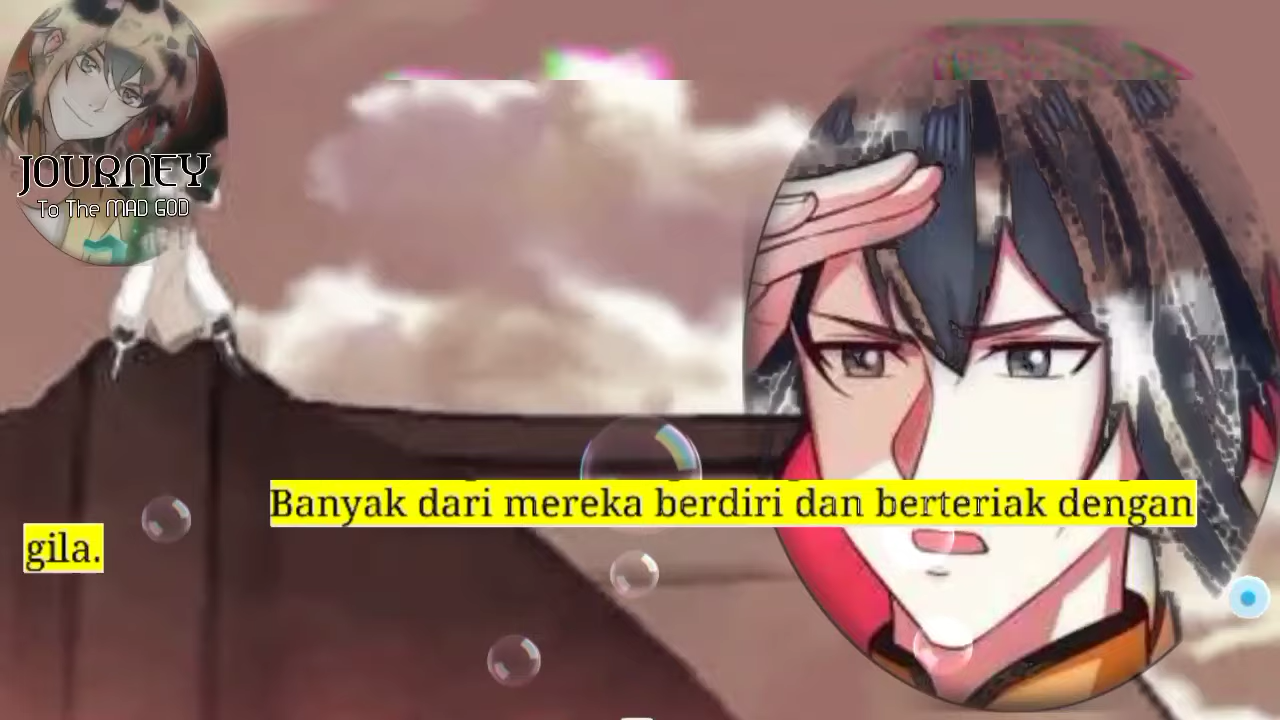 JOURNEY
To The MAD GOD
Banyak dari mereka berdiri dan berteriak dengan
gila.